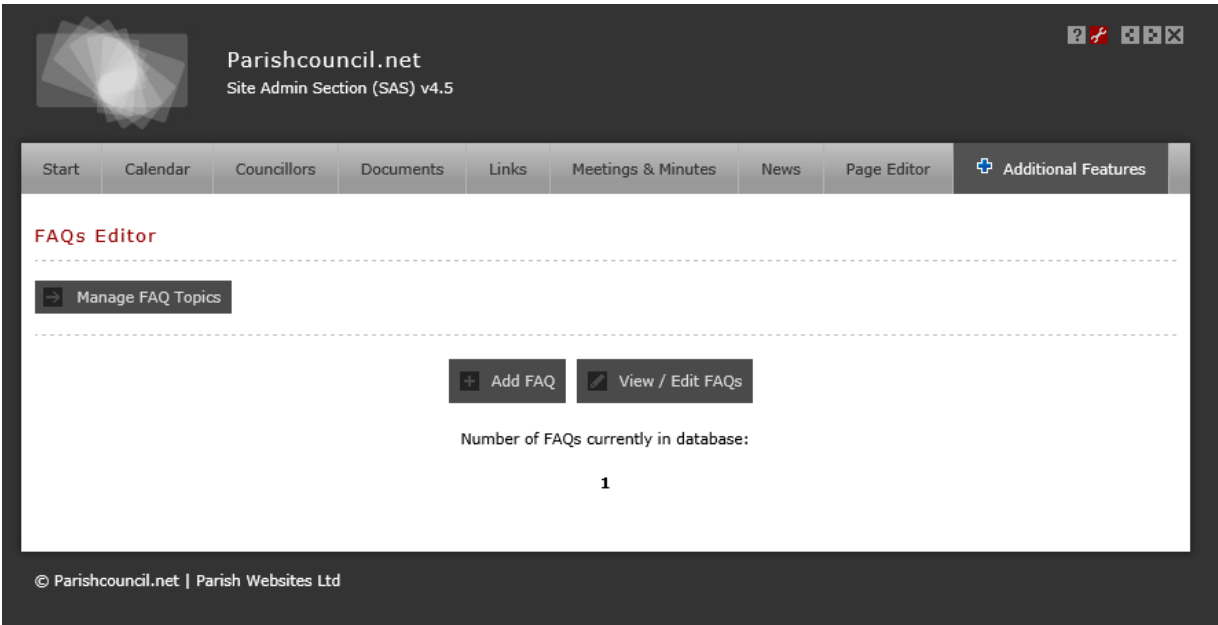 Parishcouncil.net
Site Admin Section (SAS) v4.5
?
Start Calendar Councillors Documents Links Meetings & Minutes News Page Editor Additional Features
FAQs Editor
Manage FAQ Topics
Add FAQ View / Edit FAQs
Number of FAQs currently in database:
1
© Parishcouncil.net | Parish Websites Ltd